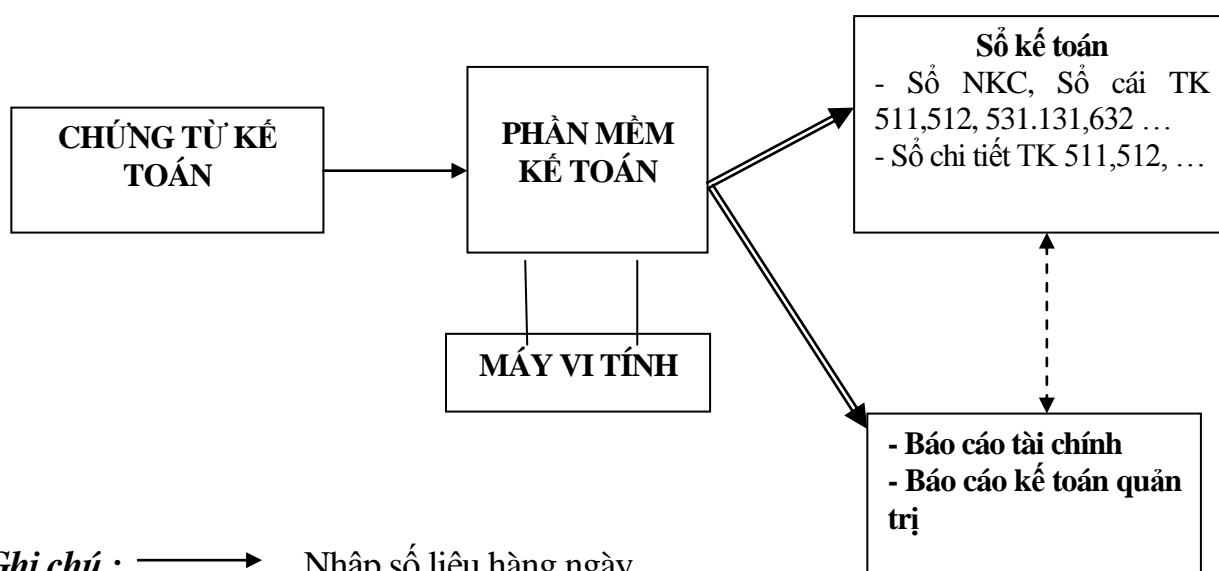 CHỨNG TỪ KẾ
TOÁN
PHẦN MỀM
KẾ TOÁN
MÁY VI TÍNH
Sổ kế toán
- Sổ NKC, Sổ cái TK
511,512, 531.131,632 …
- Sổ chi tiết TK 511,512, …
- Báo cáo tài chính
- Báo cáo kế toán quản
trị
Ghi chú : Nhập số liệu hàng ngày